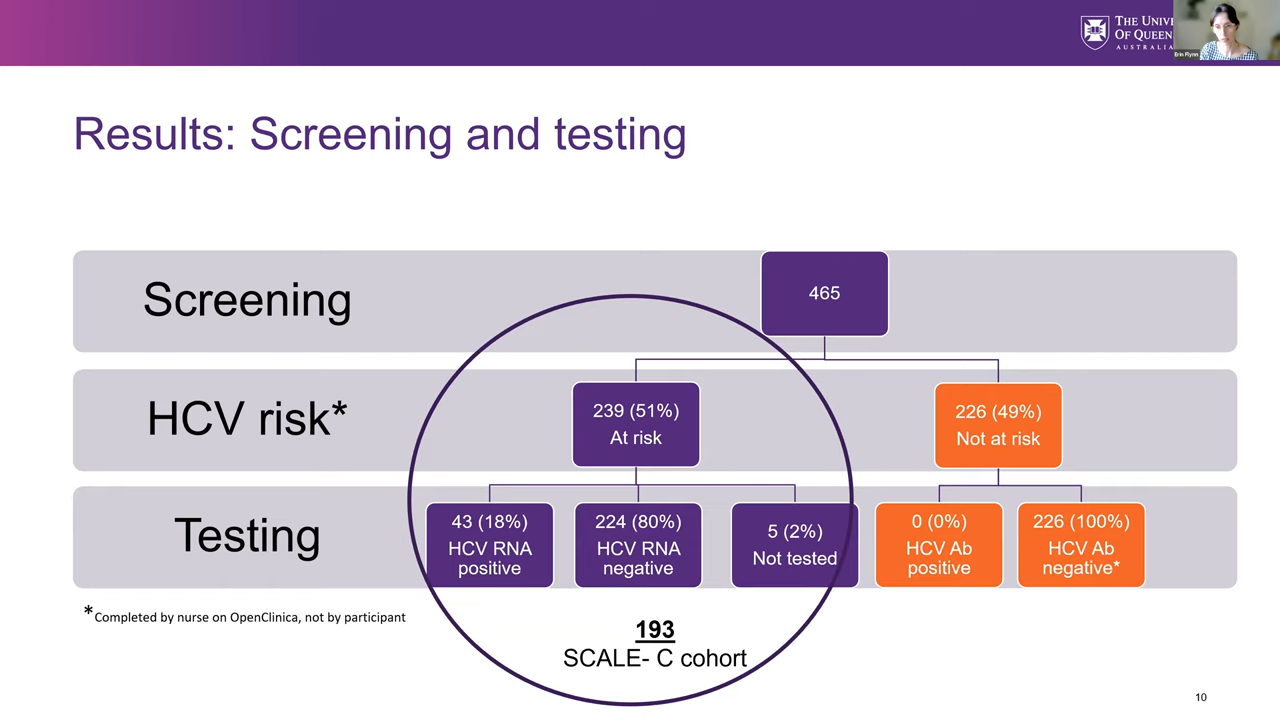 THE UNIVE
OF QUEEN
AUSTRALIA
Erin Flynn
Results: Screening and testing
Screening
465
HCV risk*
239 (51%)
At risk
226 (49%)
Not at risk
Testing
43 (18%)
HCV RNA
positive
224 (80%)
HCV RNA
negative
5 (2%)
Not tested
0 (0%)
HCV Ab
positive
226 (100%)
HCV Ab
negative*
*Completed by nurse on OpenClinica, not by participant
193
SCALE- C cohort
10